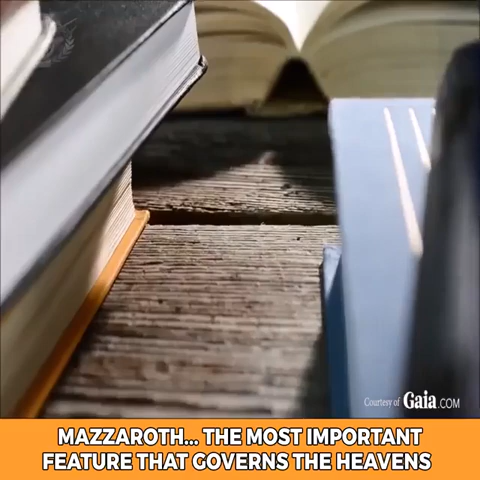 Courtesy of Gaia.COM
MAZZAROTH... THE MOST IMPORTANT
FEATURE THAT GOVERNS THE HEAVENS